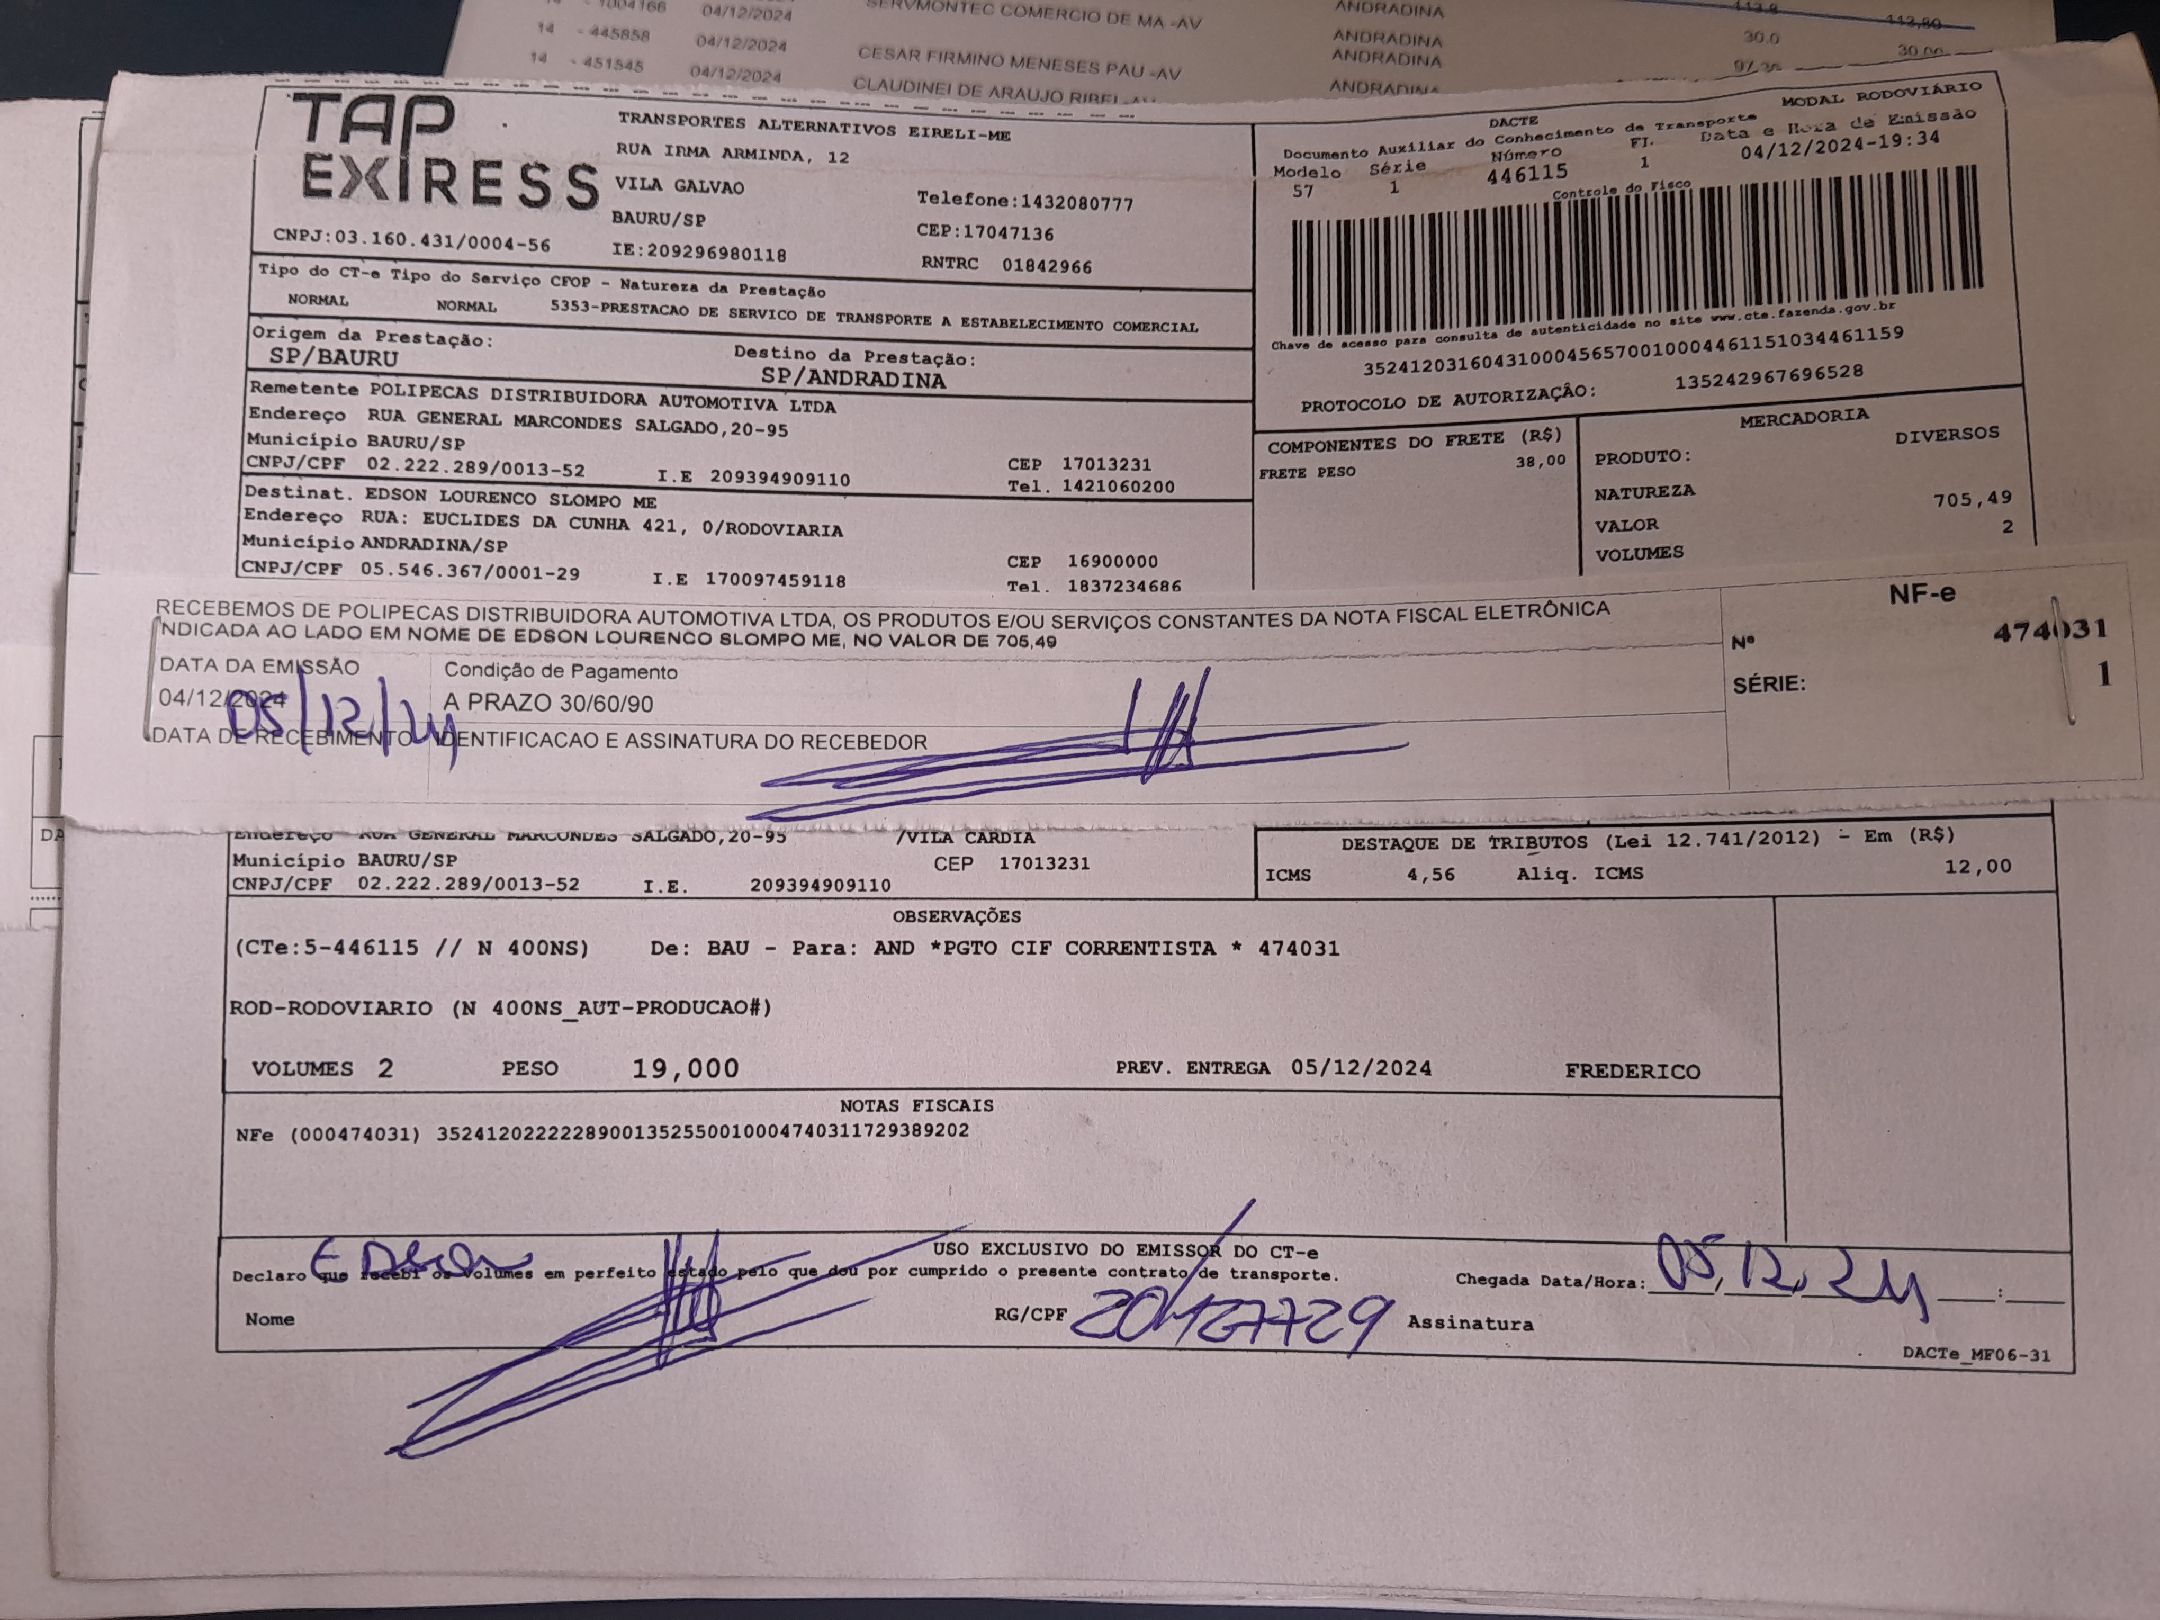 14 - 1004166 04/12/2024 SERVMONTEC COMERCIO DE MA -AV ANDRADINA 113,8 113,80
14 - 445858 04/12/2024 CESAR FIRMINO MENESES PAU -AV ANDRADINA 30,0 30,00
14 - 451545 04/12/2024 CLAUDINEI DE ARAUJO RIBEI ANDRADINA
ANDRADINA
TAP EXIRESS
TRANSPORTES ALTERNATIVOS EIRELI-ME
RUA IRMA ARMINDA, 12
VILA GALVAO Telefone:1432080777
BAURU/SP CEP:17047136
CNPJ:03.160.431/0004-56 IE:209296980118 RNTRC 01842966
DACTE MODAL RODOVIÁRIO
Documento Auxiliar do Conhecimento de Transporte
Modelo Série Número FL. Data e Hora de Emissão
57 1 446115 1 04/12/2024-19:34
Controle do Fisco
Chave de acesso para consulta de autenticidade no site www.cte.fazenda.gov.br
35241203160431000456570010004461151034461159
PROTOCOLO DE AUTORIZAÇÂO: 135242967696528
Tipo do CT-e Tipo do Serviço CFOP - Natureza da Prestação
NORMAL NORMAL 5353-PRESTACAO DE SERVICO DE TRANSPORTE A ESTABELECIMENTO COMERCIAL
Origem da Prestação: Destino da Prestação:
SP/BAURU SP/ANDRADINA
Remetente POLIPECAS DISTRIBUIDORA AUTOMOTIVA LTDA
Endereço RUA GENERAL MARCONDES SALGADO,20-95
Município BAURU/SP CEP 17013231
CNPJ/CPF 02.222.289/0013-52 I.E 209394909110 Tel. 1421060200
Destinat. EDSON LOURENCO SLOMPO ME
Endereço RUA: EUCLIDES DA CUNHA 421, 0/RODOVIARIA
Município ANDRADINA/SP CEP 16900000
CNPJ/CPF 05.546.367/0001-29 I.E 170097459118 Tel. 1837234686
COMPONENTES DO FRETE (R$)
FRETE PESO 38,00
MERCADORIA
PRODUTO: DIVERSOS
NATUREZA
VALOR 705,49
VOLUMES 2
RECEBEMOS DE POLIPECAS DISTRIBUIDORA AUTOMOTIVA LTDA, OS PRODUTOS E/OU SERVIÇOS CONSTANTES DA NOTA FISCAL ELETRÔNICA
INDICADA AO LADO EM NOME DE EDSON LOURENCO SLOMPO ME, NO VALOR DE 705,49
NF-e
Nº 474031
SÉRIE: 1
DATA DA EMISSÃO Condição de Pagamento
04/12/2024 A PRAZO 30/60/90
05/12/24
DATA DE RECEBIMENTO IDENTIFICACAO E ASSINATURA DO RECEBEDOR
Endereço RUA GENERAL MARCONDES SALGADO,20-95 /VILA CARDIA
Município BAURU/SP CEP 17013231
CNPJ/CPF 02.222.289/0013-52 I.E. 209394909110
DESTAQUE DE TRIBUTOS (Lei 12.741/2012) - Em (R$)
ICMS 4,56 Aliq. ICMS 12,00
OBSERVAÇÕES
(CTe:5-446115 // N 400NS) De: BAU - Para: AND *PGTO CIF CORRENTISTA * 474031
ROD-RODOVIARIO (N 400NS_AUT-PRODUCAO#)
VOLUMES 2 PESO 19,000 PREV. ENTREGA 05/12/2024 FREDERICO
NOTAS FISCAIS
NFe (000474031) 35241202222289001352550010004740311729389202
USO EXCLUSIVO DO EMISSOR DO CT-e
Declaro que recebi os volumes em perfeito estado pelo que dou por cumprido o presente contrato de transporte.
Edson
Chegada Data/Hora: 05,12,24 :
Nome RG/CPF 20127729 Assinatura
DACTe_MF06-31